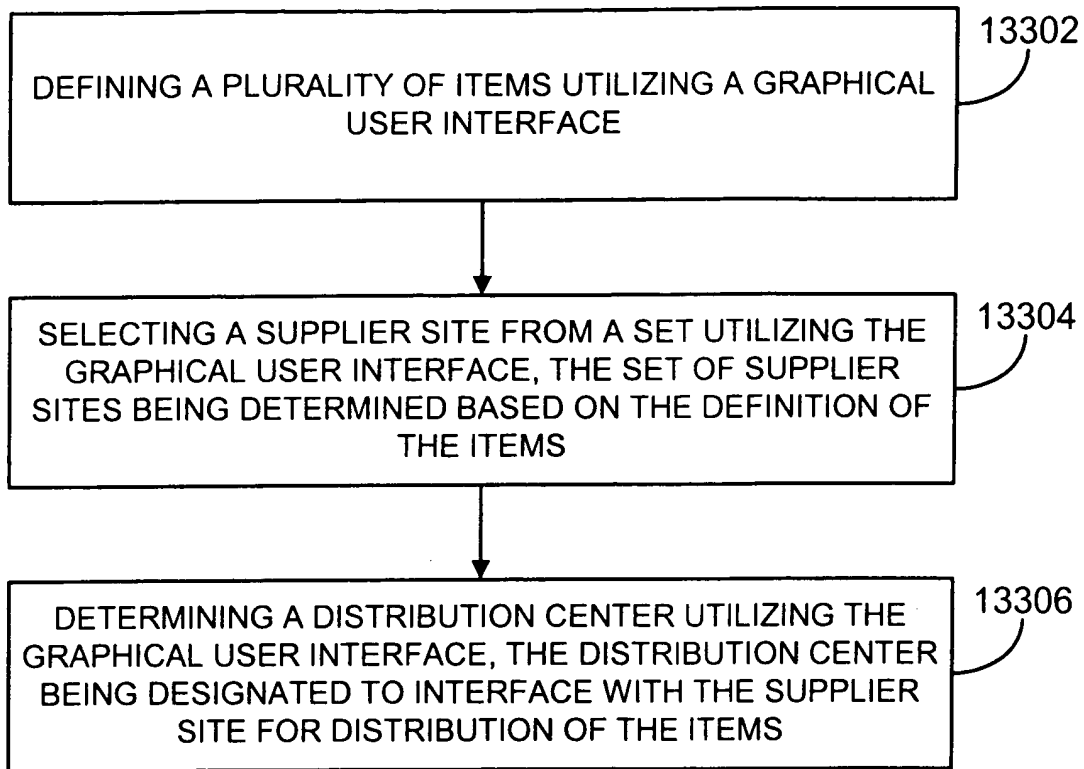 13302
DEFINING A PLURALITY OF ITEMS UTILIZING A GRAPHICAL
USER INTERFACE
13304
SELECTING A SUPPLIER SITE FROM A SET UTILIZING THE
GRAPHICAL USER INTERFACE, THE SET OF SUPPLIER
SITES BEING DETERMINED BASED ON THE DEFINITION OF
THE ITEMS
13306
DETERMINING A DISTRIBUTION CENTER UTILIZING THE
GRAPHICAL USER INTERFACE, THE DISTRIBUTION CENTER
BEING DESIGNATED TO INTERFACE WITH THE SUPPLIER
SITE FOR DISTRIBUTION OF THE ITEMS